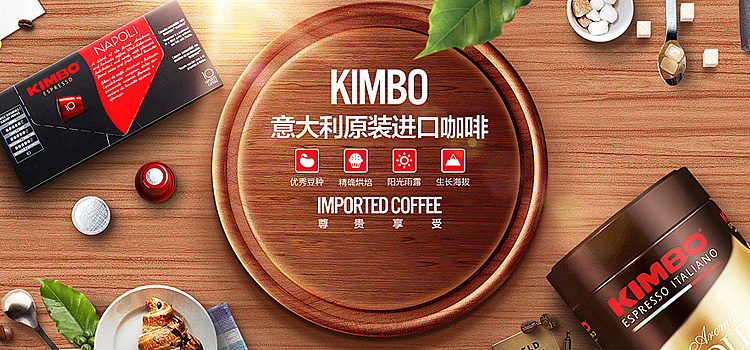 NAPOLI
KIMBO
ESPRESSO
10
10
KIMBO
意大利原装进口咖啡
优秀豆种
精确烘焙
阳光雨露
生长海拔
IMPORTED COFFEE
尊贵享受
KIMBO
ESPRESSO ITALIANO